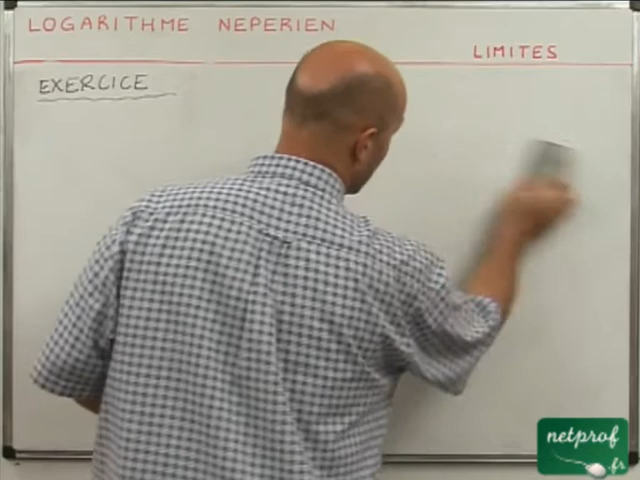 LOGARITHME NEPERIEN
LIMITES
EXERCICE
netprof
.fr